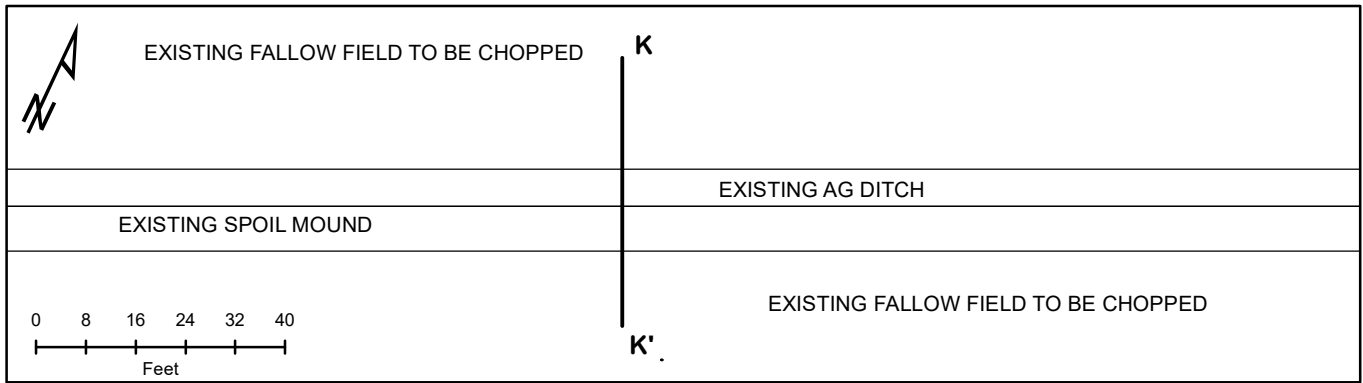 K
EXISTING FALLOW FIELD TO BE CHOPPED
N
EXISTING AG DITCH
EXISTING SPOIL MOUND
EXISTING FALLOW FIELD TO BE CHOPPED
0 8 16 24 32 40
Feet
K'.